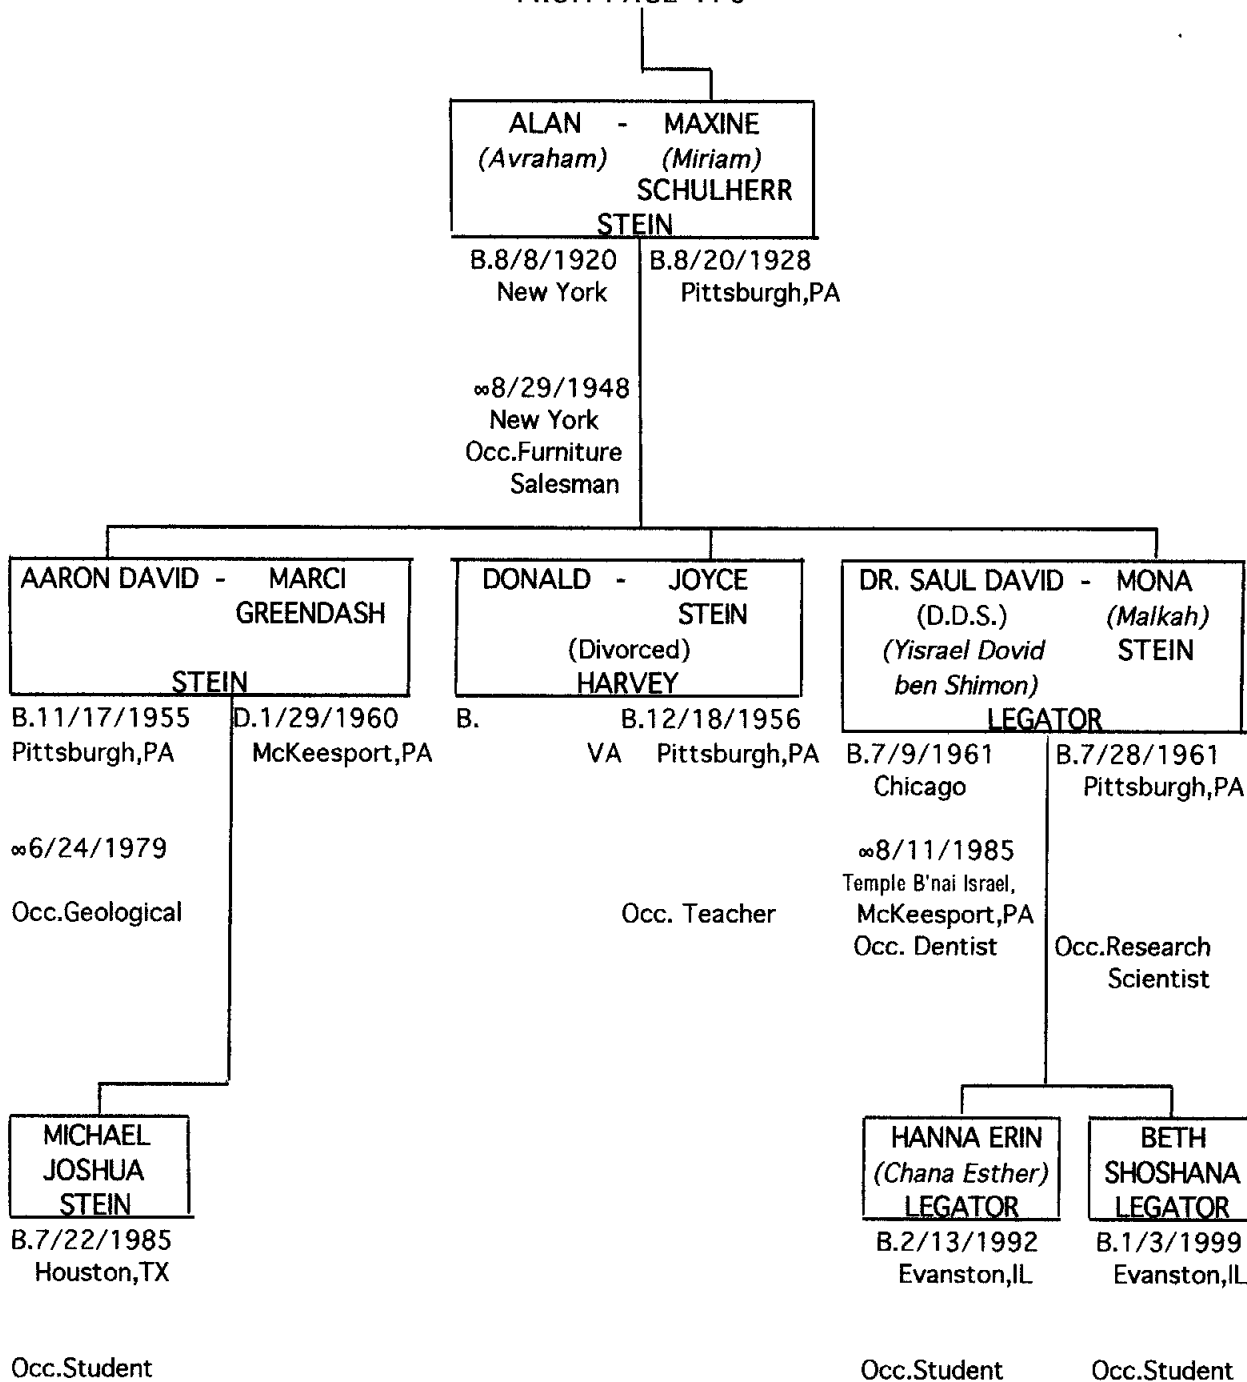 ALAN - MAXINE
(Avraham) (Miriam)
SCHULHERR
STEIN
B.8/8/1920 B.8/20/1928
New York Pittsburgh,PA
∞8/29/1948
New York
Occ.Furniture
Salesman
AARON DAVID - MARCI
GREENDASH
STEIN
B.11/17/1955 D.1/29/1960
Pittsburgh,PA McKeesport,PA
∞6/24/1979
Occ.Geological
DONALD - JOYCE
STEIN
(Divorced)
HARVEY
B. B.12/18/1956
VA Pittsburgh,PA
Occ. Teacher
DR. SAUL DAVID - MONA
(D.D.S.) (Malkah)
(Yisrael Dovid STEIN
ben Shimon)
LEGATOR
B.7/9/1961 B.7/28/1961
Chicago Pittsburgh,PA
∞8/11/1985
Temple B'nai Israel,
McKeesport,PA
Occ. Dentist Occ.Research
Scientist
MICHAEL
JOSHUA
STEIN
B.7/22/1985
Houston,TX
Occ.Student
HANNA ERIN
(Chana Esther)
LEGATOR
B.2/13/1992
Evanston,IL
Occ.Student
BETH
SHOSHANA
LEGATOR
B.1/3/1999
Evanston,IL
Occ.Student